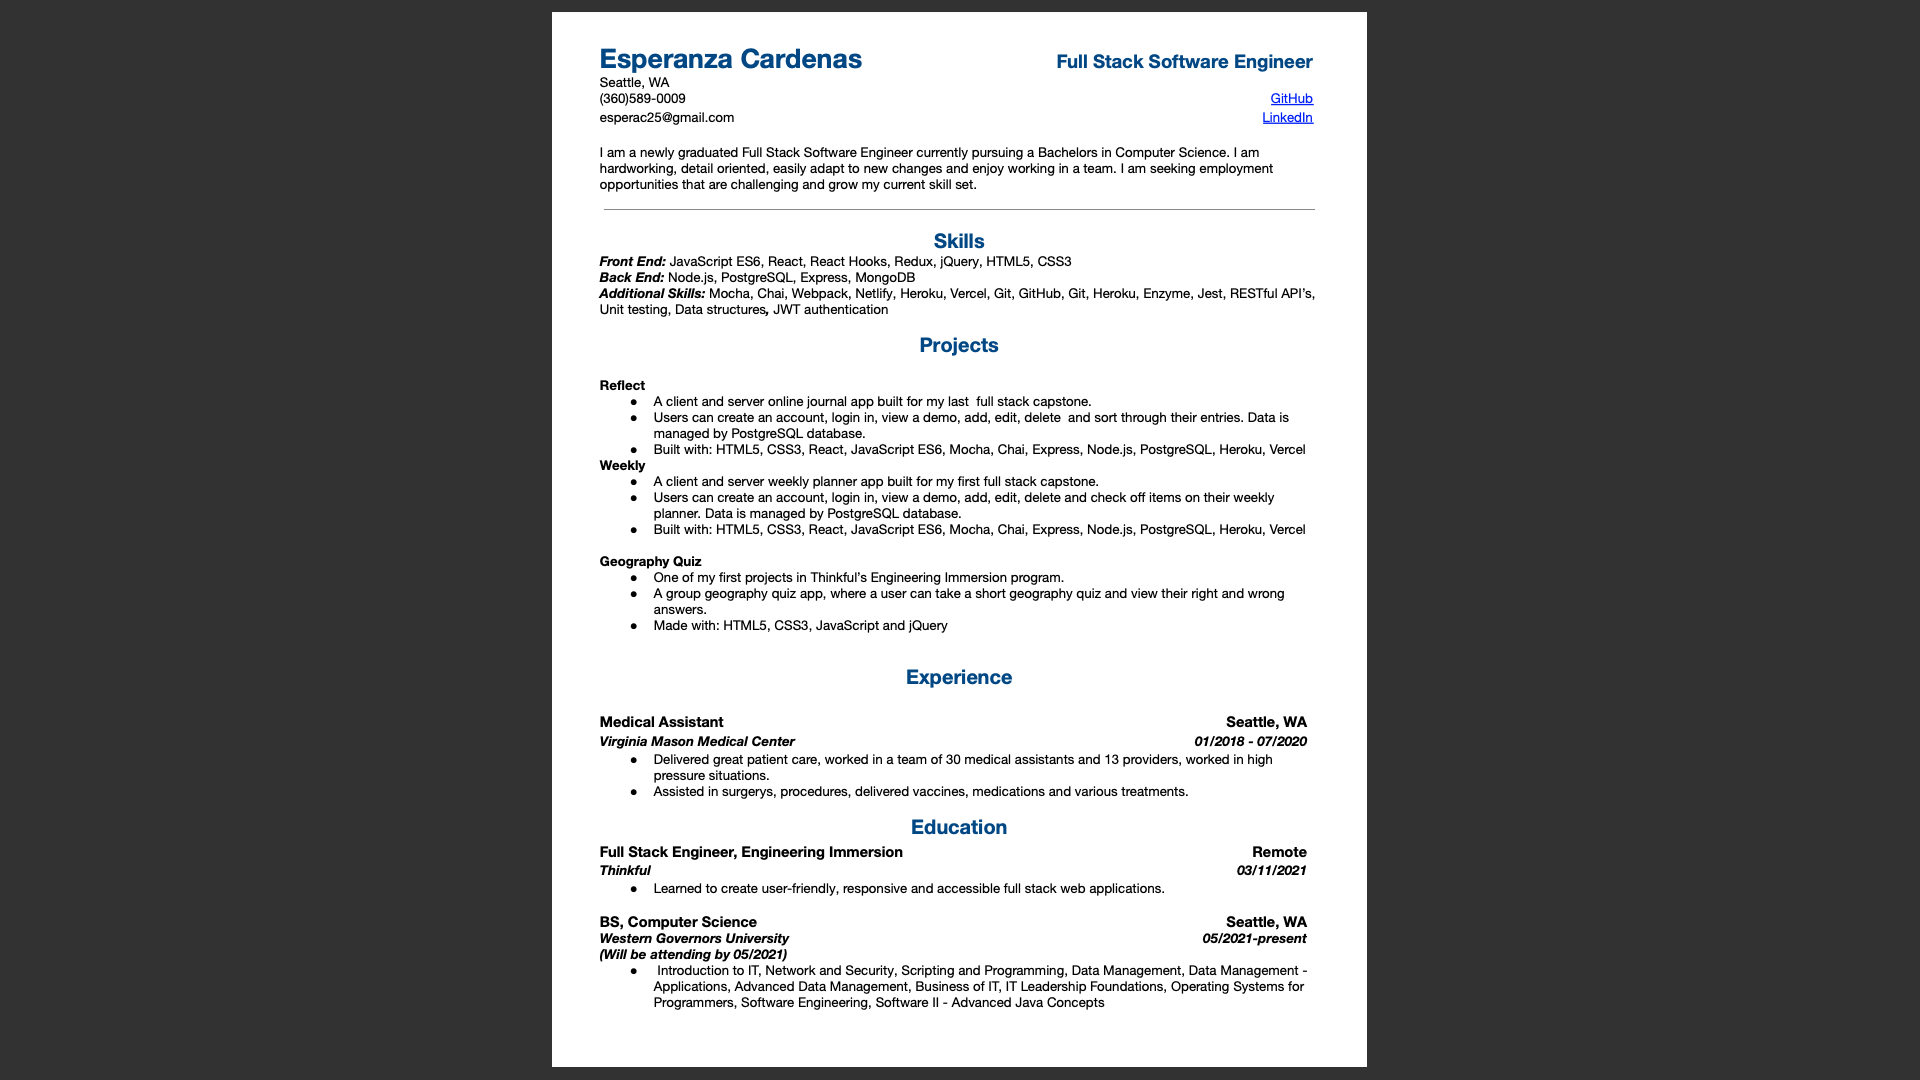 Esperanza Cardenas Full Stack Software Engineer
Seattle, WA
(360)589-0009 GitHub
esperac25@gmail.com LinkedIn
I am a newly graduated Full Stack Software Engineer currently pursuing a Bachelors in Computer Science. I am
hardworking, detail oriented, easily adapt to new changes and enjoy working in a team. I am seeking employment
opportunities that are challenging and grow my current skill set.
Skills
Front End: JavaScript ES6, React, React Hooks, Redux, jQuery, HTML5, CSS3
Back End: Node.js, PostgreSQL, Express, MongoDB
Additional Skills: Mocha, Chai, Webpack, Netlify, Heroku, Vercel, Git, GitHub, Git, Heroku, Enzyme, Jest, RESTful API’s,
Unit testing, Data structures, JWT authentication
Projects
Reflect
● A client and server online journal app built for my last  full stack capstone.
● Users can create an account, login in, view a demo, add, edit, delete  and sort through their entries. Data is
managed by PostgreSQL database.
● Built with: HTML5, CSS3, React, JavaScript ES6, Mocha, Chai, Express, Node.js, PostgreSQL, Heroku, Vercel
Weekly
● A client and server weekly planner app built for my first full stack capstone.
● Users can create an account, login in, view a demo, add, edit, delete and check off items on their weekly
planner. Data is managed by PostgreSQL database.
● Built with: HTML5, CSS3, React, JavaScript ES6, Mocha, Chai, Express, Node.js, PostgreSQL, Heroku, Vercel
Geography Quiz
● One of my first projects in Thinkful’s Engineering Immersion program.
● A group geography quiz app, where a user can take a short geography quiz and view their right and wrong
answers.
● Made with: HTML5, CSS3, JavaScript and jQuery
Experience
Medical Assistant Seattle, WA
Virginia Mason Medical Center 01/2018 - 07/2020
● Delivered great patient care, worked in a team of 30 medical assistants and 13 providers, worked in high
pressure situations.
● Assisted in surgerys, procedures, delivered vaccines, medications and various treatments.
Education
Full Stack Engineer, Engineering Immersion Remote
Thinkful 03/11/2021
● Learned to create user-friendly, responsive and accessible full stack web applications.
BS, Computer Science Seattle, WA
Western Governors University 05/2021-present
(Will be attending by 05/2021)
● Introduction to IT, Network and Security, Scripting and Programming, Data Management, Data Management -
Applications, Advanced Data Management, Business of IT, IT Leadership Foundations, Operating Systems for
Programmers, Software Engineering, Software II - Advanced Java Concepts